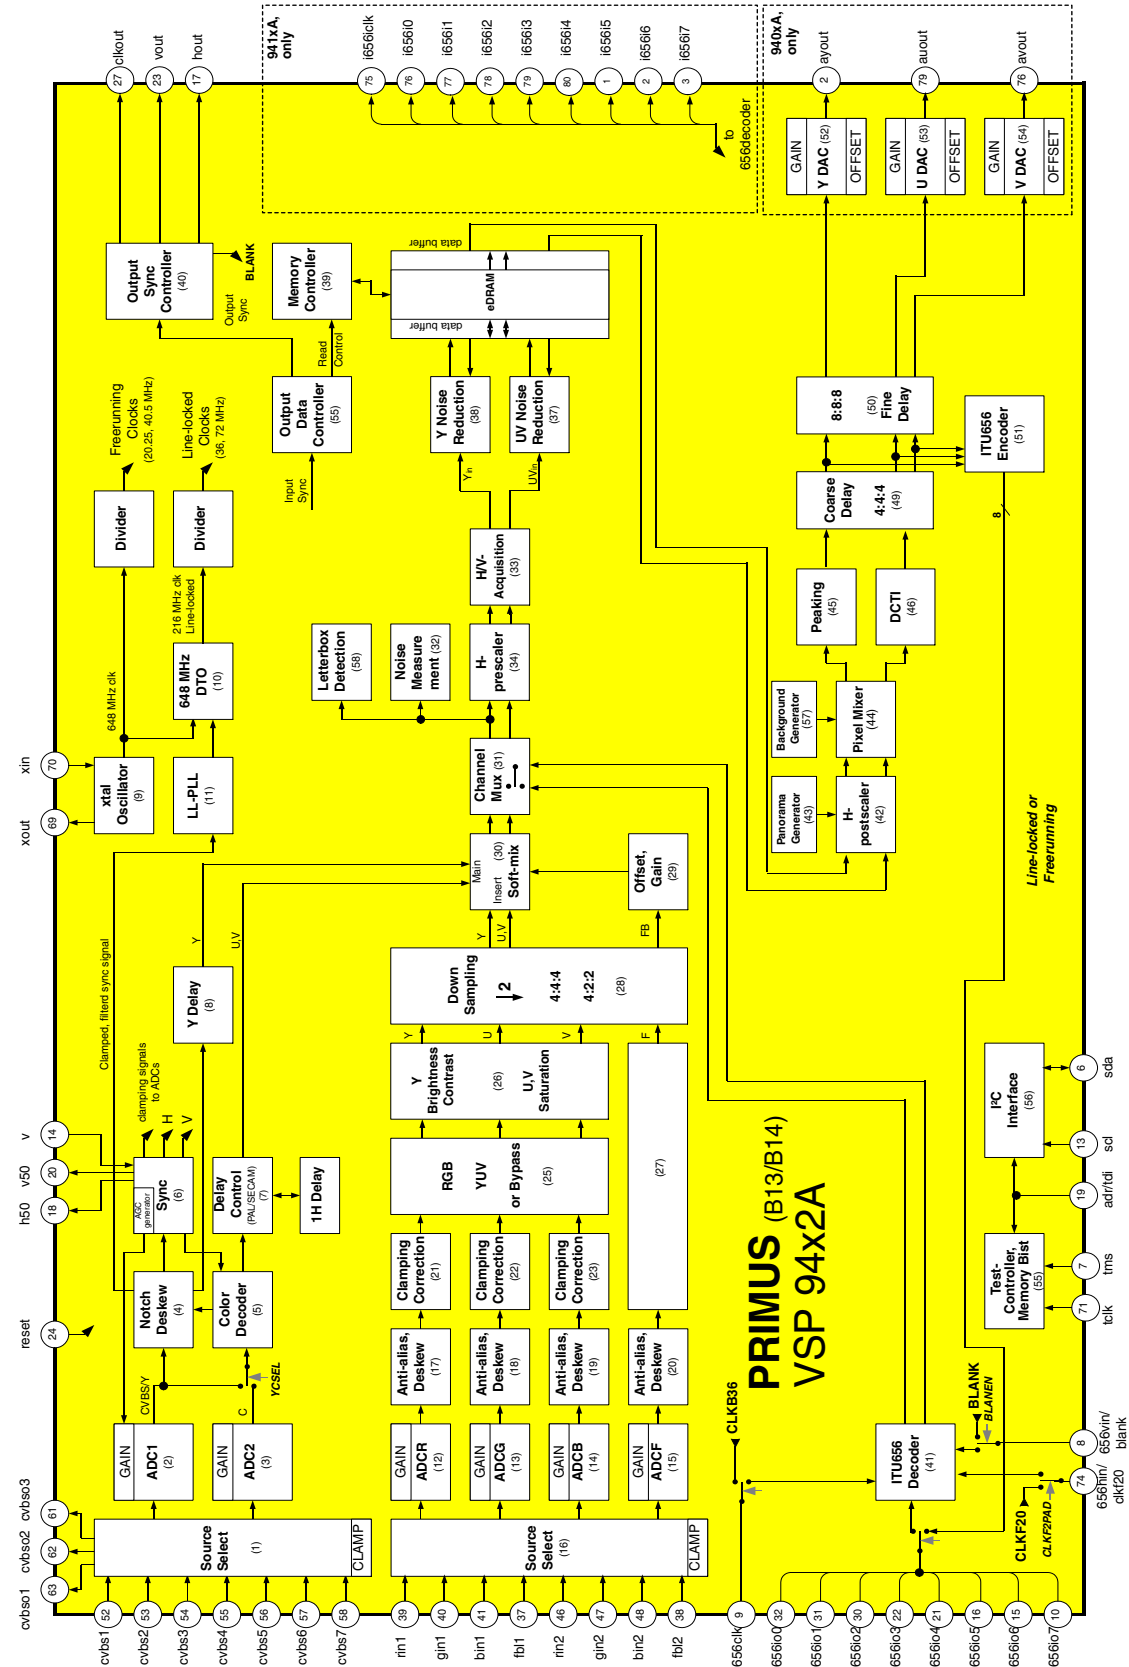 cvbso1
63
cvbso2
62
cvbso3
61
reset
24
h50
18
v50
20
v
14
xout
69
xin
70
cvbs1
52
cvbs2
53
cvbs3
54
cvbs4
55
cvbs5
56
cvbs6
57
cvbs7
58
Source
Select
(1)
CLAMP
GAIN
ADC1
(2)
GAIN
ADC2
(3)
CVBS/Y
C
YCSEL
Notch
Deskew
(4)
Color
Decoder
(5)
AGC
generator
Sync
(6)
clamping signals
to ADCs
H
V
Delay
Control
(PAL/SECAM)
(7)
1H Delay
Y Delay
(8)
Clamped, filterd sync signal
Y
U,V
xtal
Oscillator
(9)
LL-PLL
(11)
648 MHz clk
648 MHz
DTO
(10)
216 MHz clk
Line-locked
Divider
Divider
Freerunning
Clocks
(20.25, 40.5 MHz)
Line-locked
Clocks
(36, 72 MHz)
Output
Sync
Controller
(40)
Output
Sync
BLANK
27
clkout
23
vout
17
hout
Input
Sync
Output
Data
Controller
(55)
Read
Control
Memory
Controller
(39)
data buffer
eDRAM
data buffer
941xA,
only
75
i656iclk
76
i656i0
77
i656i1
78
i656i2
79
i656i3
80
i656i4
1
i656i5
2
i656i6
3
i656i7
to
656decoder
rin1
39
gin1
40
bin1
41
fbl1
37
rin2
46
gin2
47
bin2
48
fbl2
38
Source
Select
(16)
CLAMP
GAIN
ADCR
(12)
GAIN
ADCG
(13)
GAIN
ADCB
(14)
GAIN
ADCF
(15)
Anti-alias,
Deskew
(17)
Anti-alias,
Deskew
(18)
Anti-alias,
Deskew
(19)
Anti-alias,
Deskew
(20)
Clamping
Correction
(21)
Clamping
Correction
(22)
Clamping
Correction
(23)
RGB
YUV
or Bypass
(25)
(27)
Y
Brightness
Contrast
(26)
U,V
Saturation
Y
U
V
F
Down
Sampling
2
4:4:4
4:2:2
(28)
Y
U,V
FB
Main
Insert
(30)
Soft-mix
Offset,
Gain
(29)
Channel
Mux (31)
Letterbox
Detection
(58)
Noise
Measure
ment (32)
H-
prescaler
(34)
H/V-
Acquisition
(33)
Yin
UVin
Y Noise
Reduction
(38)
UV Noise
Reduction
(37)
PRIMUS (B13/B14)
VSP 94x2A
656clk
9
656io0
32
656io1
31
656io2
30
656io3
22
656io4
21
656io5
16
656io6
15
656io7
10
CLKB36
ITU656
Decoder
(41)
BLANK
BLANEN
CLKF20
CLKF2PAD
74
656hin/
clkf20
8
656vin/
blank
Test-
Controller,
Memory Bist
(55)
71
tclk
7
tms
19
adr/tdi
I²C
Interface
(56)
13
scl
6
sda
Line-locked or
Freerunning
Panorama
Generator
(43)
Background
Generator
(57)
H-
postscaler
(42)
Pixel Mixer
(44)
Peaking
(45)
DCTI
(46)
Coarse
Delay
4:4:4
(49)
8
ITU656
Encoder
(51)
8:8:8
(50)
Fine
Delay
940xA,
only
GAIN
Y DAC (52)
OFFSET
2
ayout
GAIN
U DAC (53)
OFFSET
79
auout
GAIN
V DAC (54)
OFFSET
76
avout